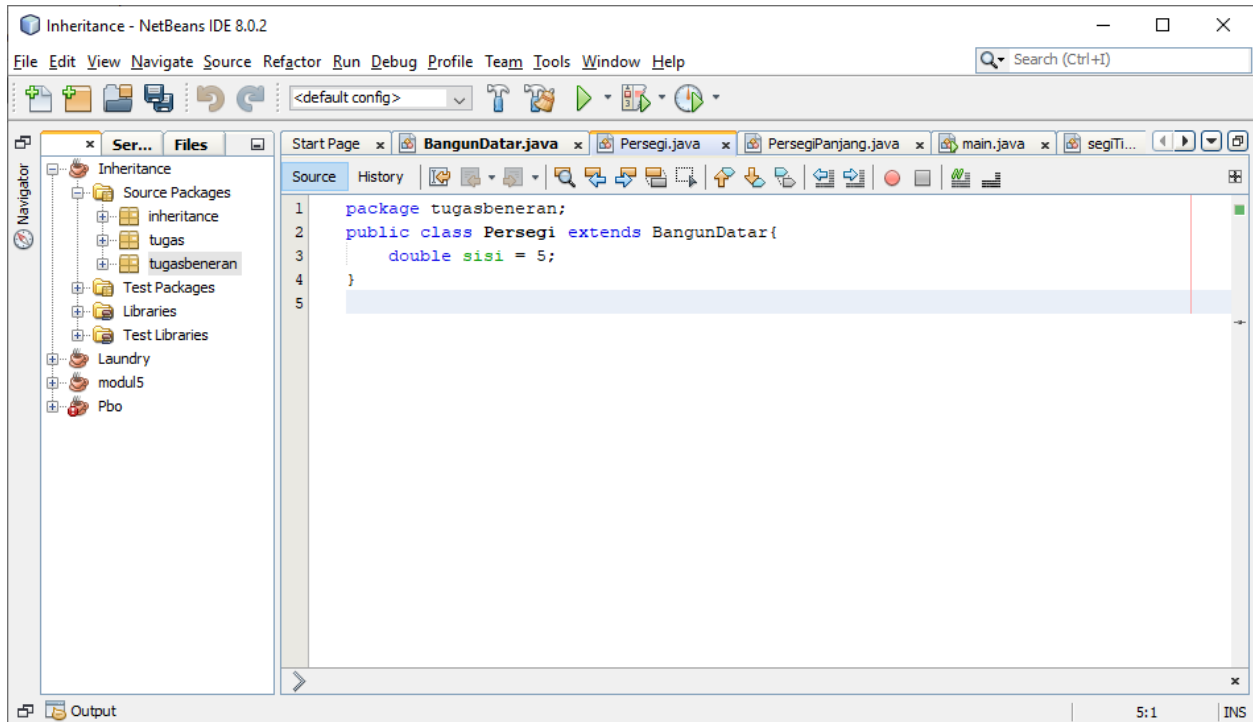 Inheritance - NetBeans IDE 8.0.2
File Edit View Navigate Source Refactor Run Debug Profile Team Tools Window Help
Search (Ctrl+I)
<default config>
Navigator
Ser... Files
Inheritance
Source Packages
inheritance
tugas
tugasbeneran
Test Packages
Libraries
Test Libraries
Laundry
modul5
Pbo
Start Page BangunDatar.java Persegi.java PersegiPanjang.java main.java segiTi...
Source History
1 package tugasbeneran;
2 public class Persegi extends BangunDatar{
3 double sisi = 5;
4 }
5
Output
5:1 INS